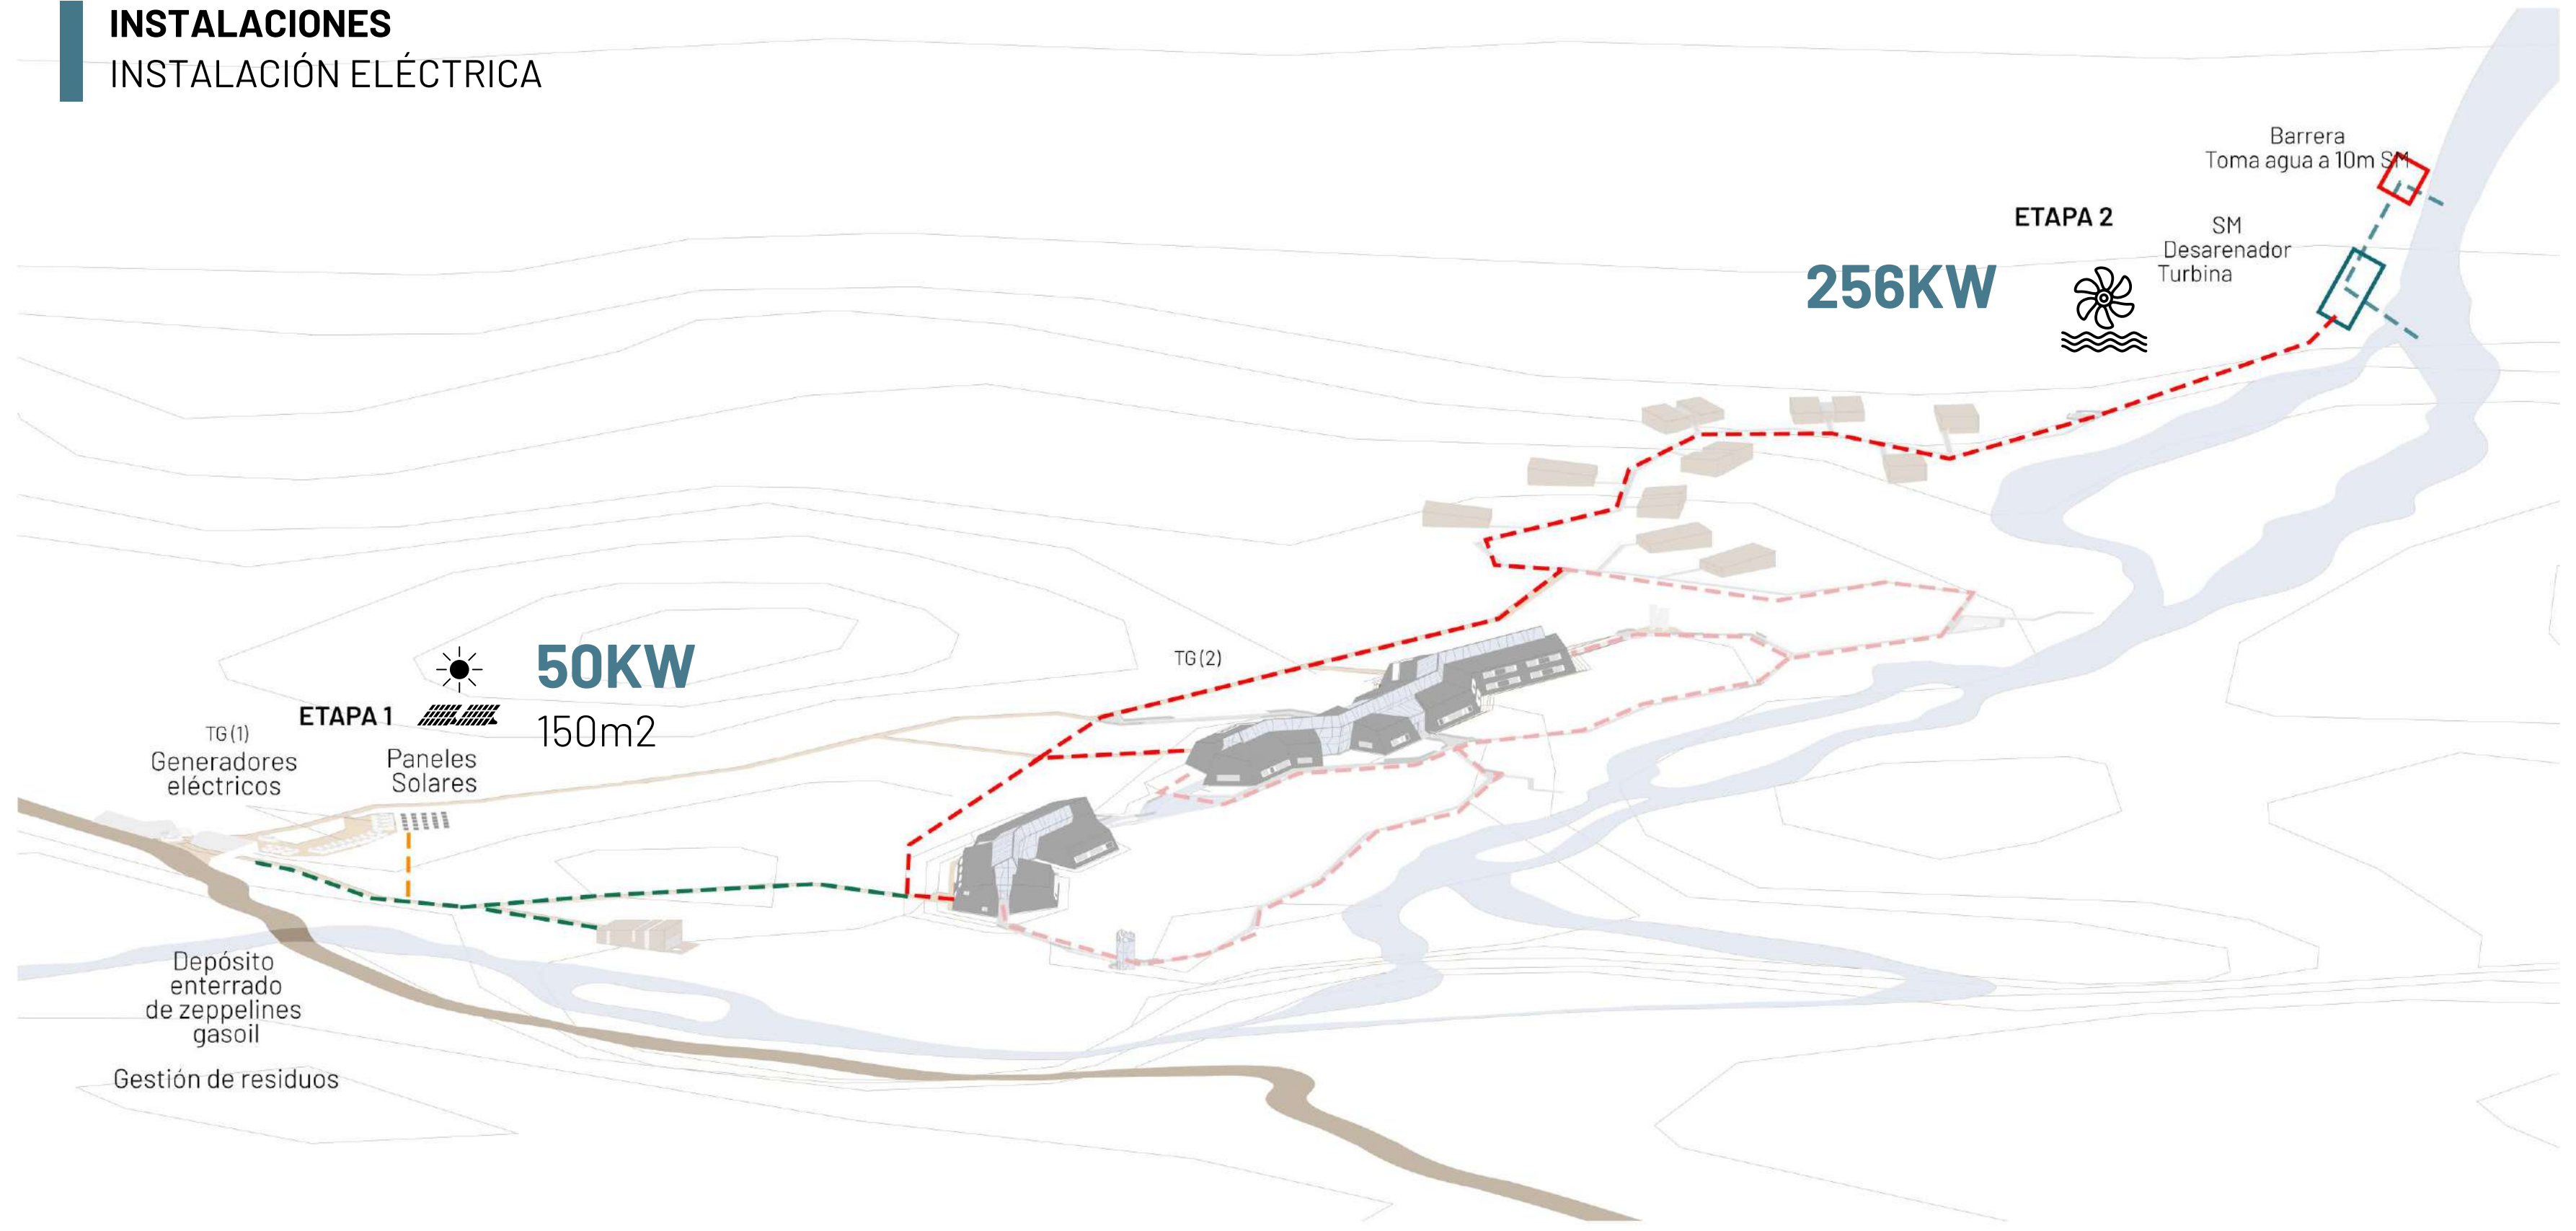 INSTALACIONES
INSTALACIÓN ELÉCTRICA
Barrera
Toma agua a 10m SM
ETAPA 2
SM
Desarenador
Turbina
256KW
TG(2)
50KW
150m2
ETAPA 1
TG(1)
Generadores
eléctricos
Paneles
Solares
Depósito
enterrado
de zeppelines
gasoil
Gestión de residuos